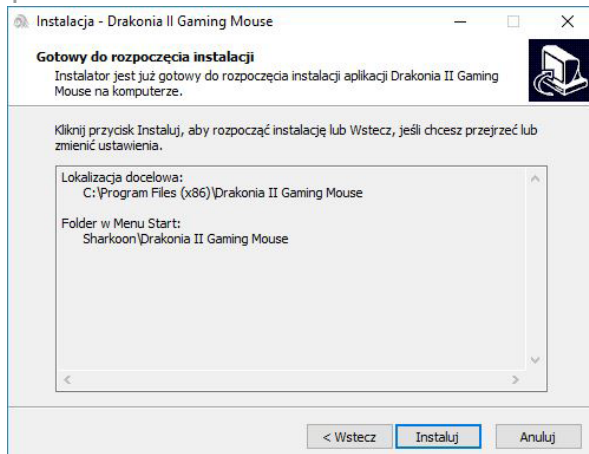 Instalacja - Drakonia II Gaming Mouse
Gotowy do rozpoczęcia instalacji
Instalator jest już gotowy do rozpoczęcia instalacji aplikacji Drakonia II Gaming
Mouse na komputerze.
Kliknij przycisk Instaluj, aby rozpocząć instalację lub Wstecz, jeśli chcesz przejrzeć lub
zmienić ustawienia.
Lokalizacja docelowa:
C:\Program Files (x86)\Drakonia II Gaming Mouse
Folder w Menu Start:
Sharkoon\Drakonia II Gaming Mouse
< Wstecz
Instaluj
Anuluj